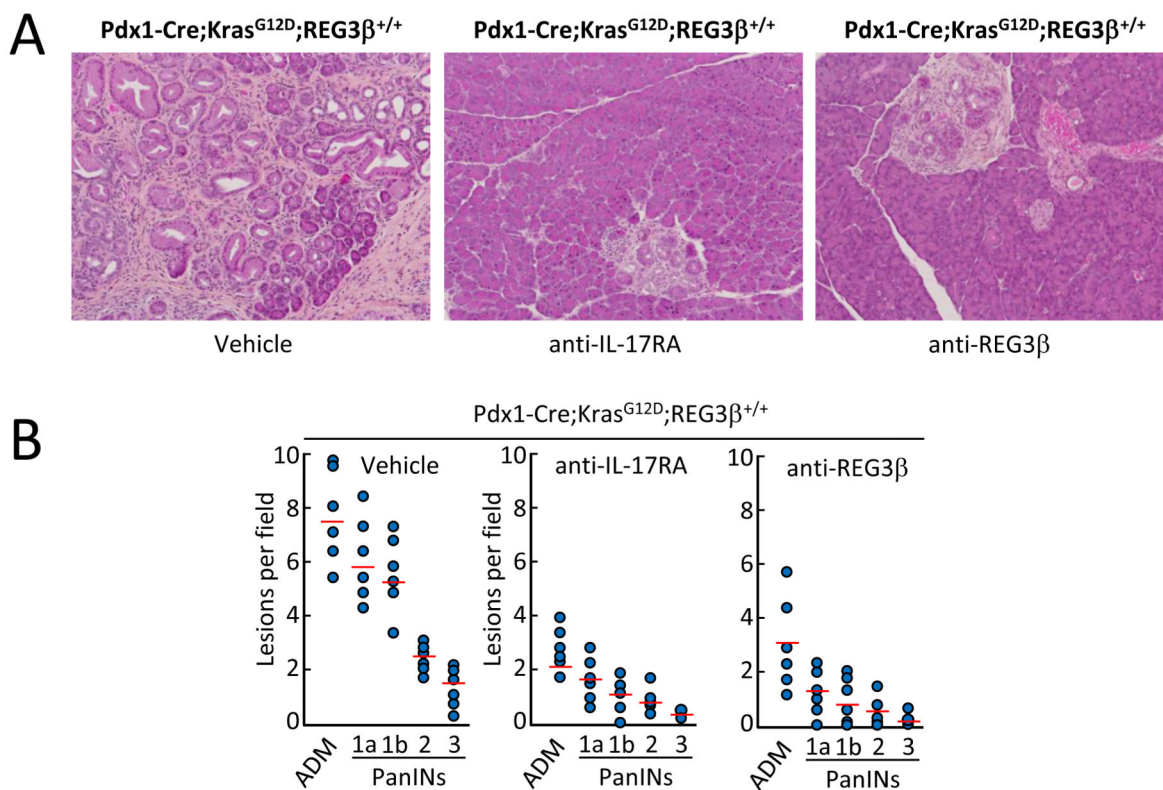 A
Pdx1-Cre;KrasG12D;REG3β+/+ Pdx1-Cre;KrasG12D;REG3β+/+ Pdx1-Cre;KrasG12D;REG3β+/+
Vehicle anti-IL-17RA anti-REG3β
B
Pdx1-Cre;KrasG12D;REG3β+/+
Vehicle
Lesions per field
10
8
6
4
2
0
ADM 1a 1b 2 3
PanINs
anti-IL-17RA
Lesions per field
10
8
6
4
2
0
ADM 1a 1b 2 3
PanINs
anti-REG3β
10
8
6
4
2
0
ADM 1a 1b 2 3
PanINs